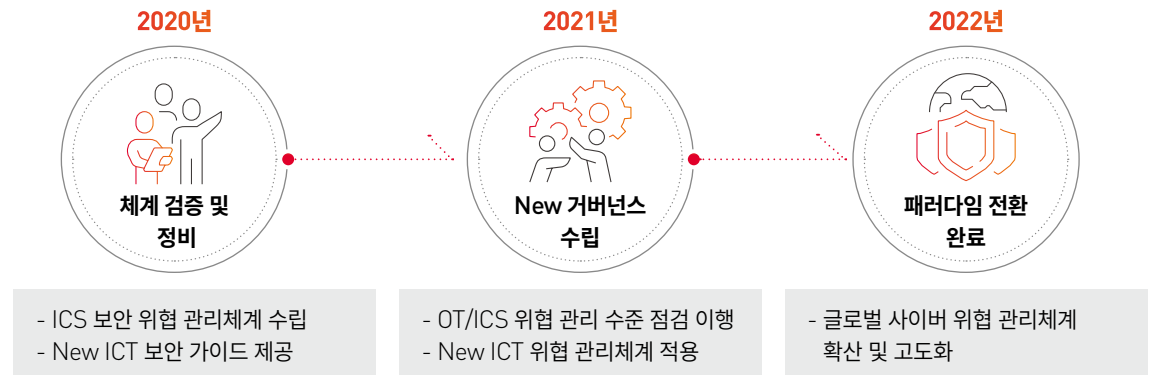 2020년
체계 검증 및
정비
- ICS 보안 위협 관리체계 수립
- New ICT 보안 가이드 제공
2021년
New 거버넌스
수립
- OT/ICS 위협 관리 수준 점검 이행
- New ICT 위협 관리체계 적용
2022년
패러다임 전환
완료
- 글로벌 사이버 위협 관리체계
확산 및 고도화